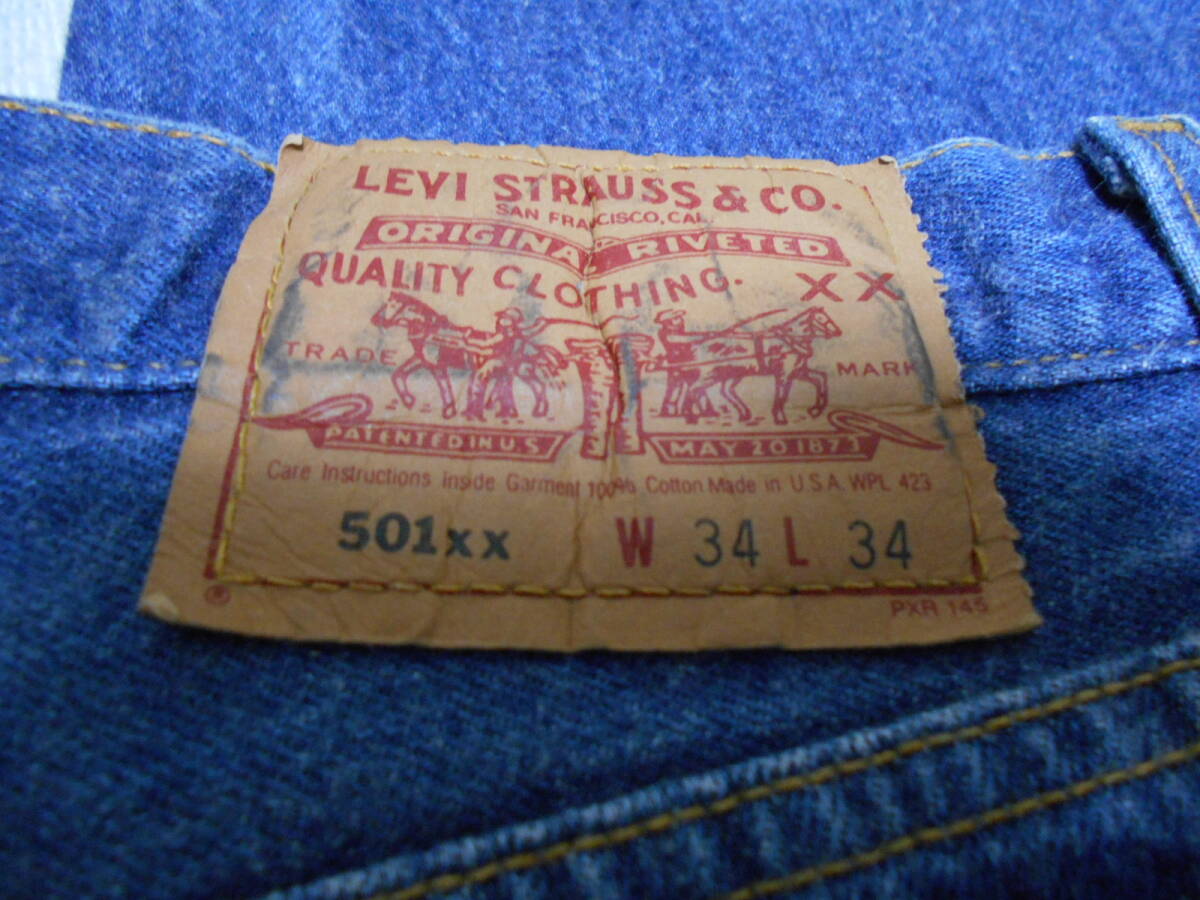 LEVI STRAUSS & CO.
SAN FRANCISCO, CAL.
ORIGINAL RIVETED
QUALITY CLOTHING. XX
TRADE MARK
PATENTED IN U.S MAY 20 1873
Care Instructions Inside Garment 100% Cotton Made in U.S.A. WPL 423
501xx W 34 L 34
® PXR 145